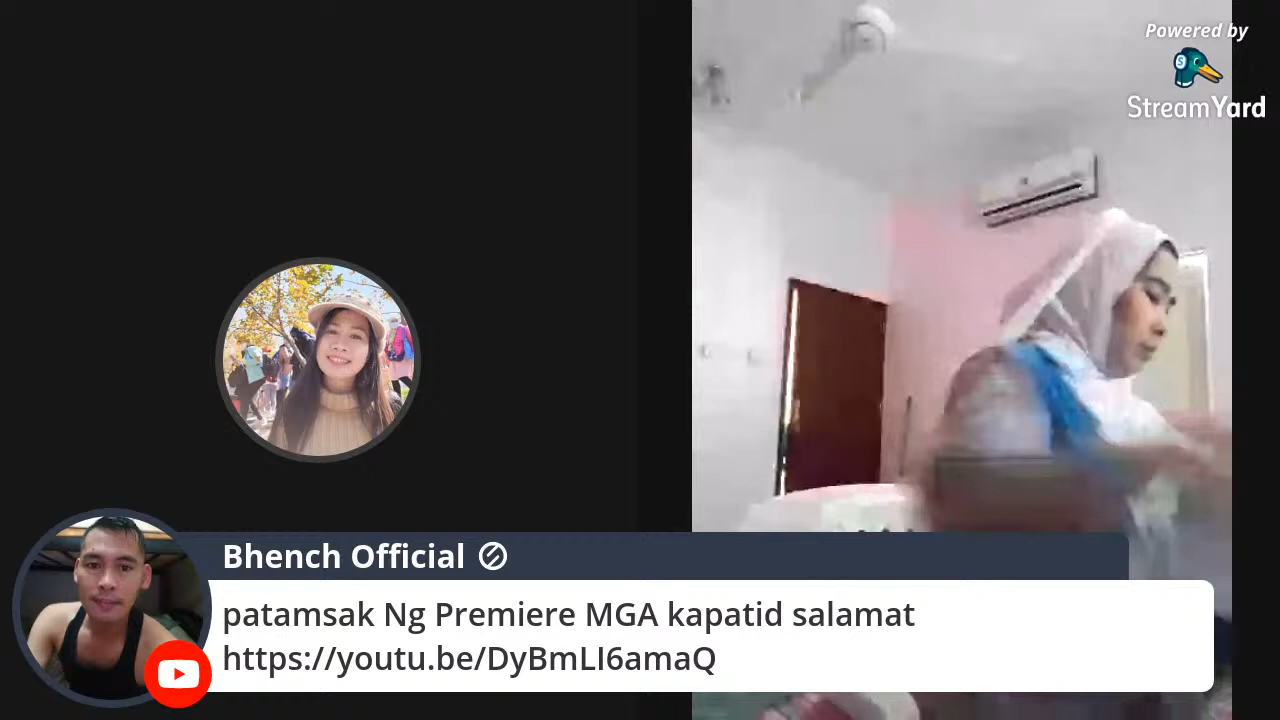 Powered by
StreamYard
Bhench Official
patamsak Ng Premiere MGA kapatid salamat
https://youtu.be/DyBmLI6amaQ